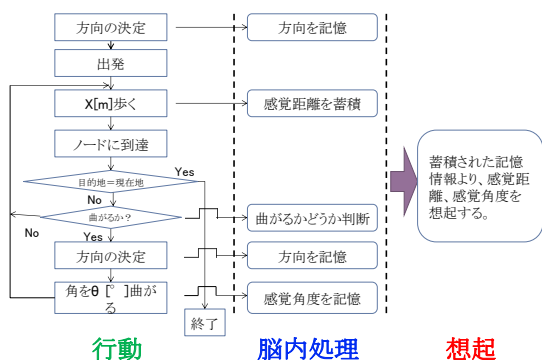 方向の決定
方向を記憶
出発
X[m]歩く
感覚距離を蓄積
ノードに到達
目的地=現在地
Yes
No
曲がるか?
曲がるかどうか判断
No
Yes
方向の決定
方向を記憶
角をθ [° ]曲が
る
感覚角度を記憶
終了
蓄積された記憶
情報より、感覚距
離、感覚角度を
想起する。
行動
脳内処理
想起